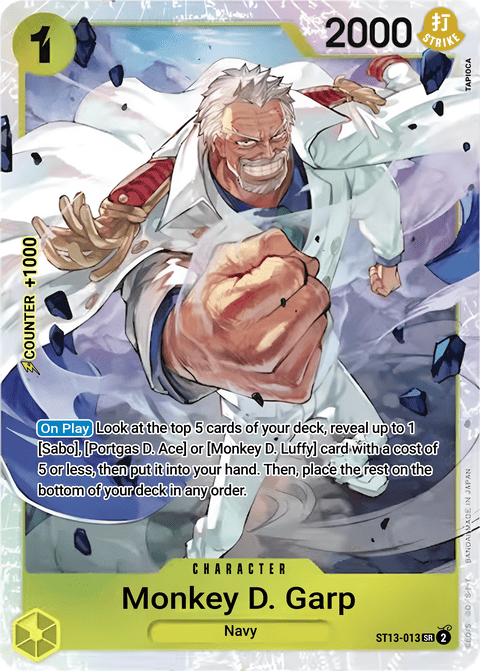 1
2000
打
STRIKE
TAPIOCA
COUNTER +1000
On Play Look at the top 5 cards of your deck, reveal up to 1
[Sabo], [Portgas D. Ace] or [Monkey D. Luffy] card with a cost of
5 or less, then put it into your hand. Then, place the rest on the
bottom of your deck in any order.
BANDAI MADE IN JAPAN
CHARACTER
Monkey D. Garp
Navy
ST13-013 SR 2